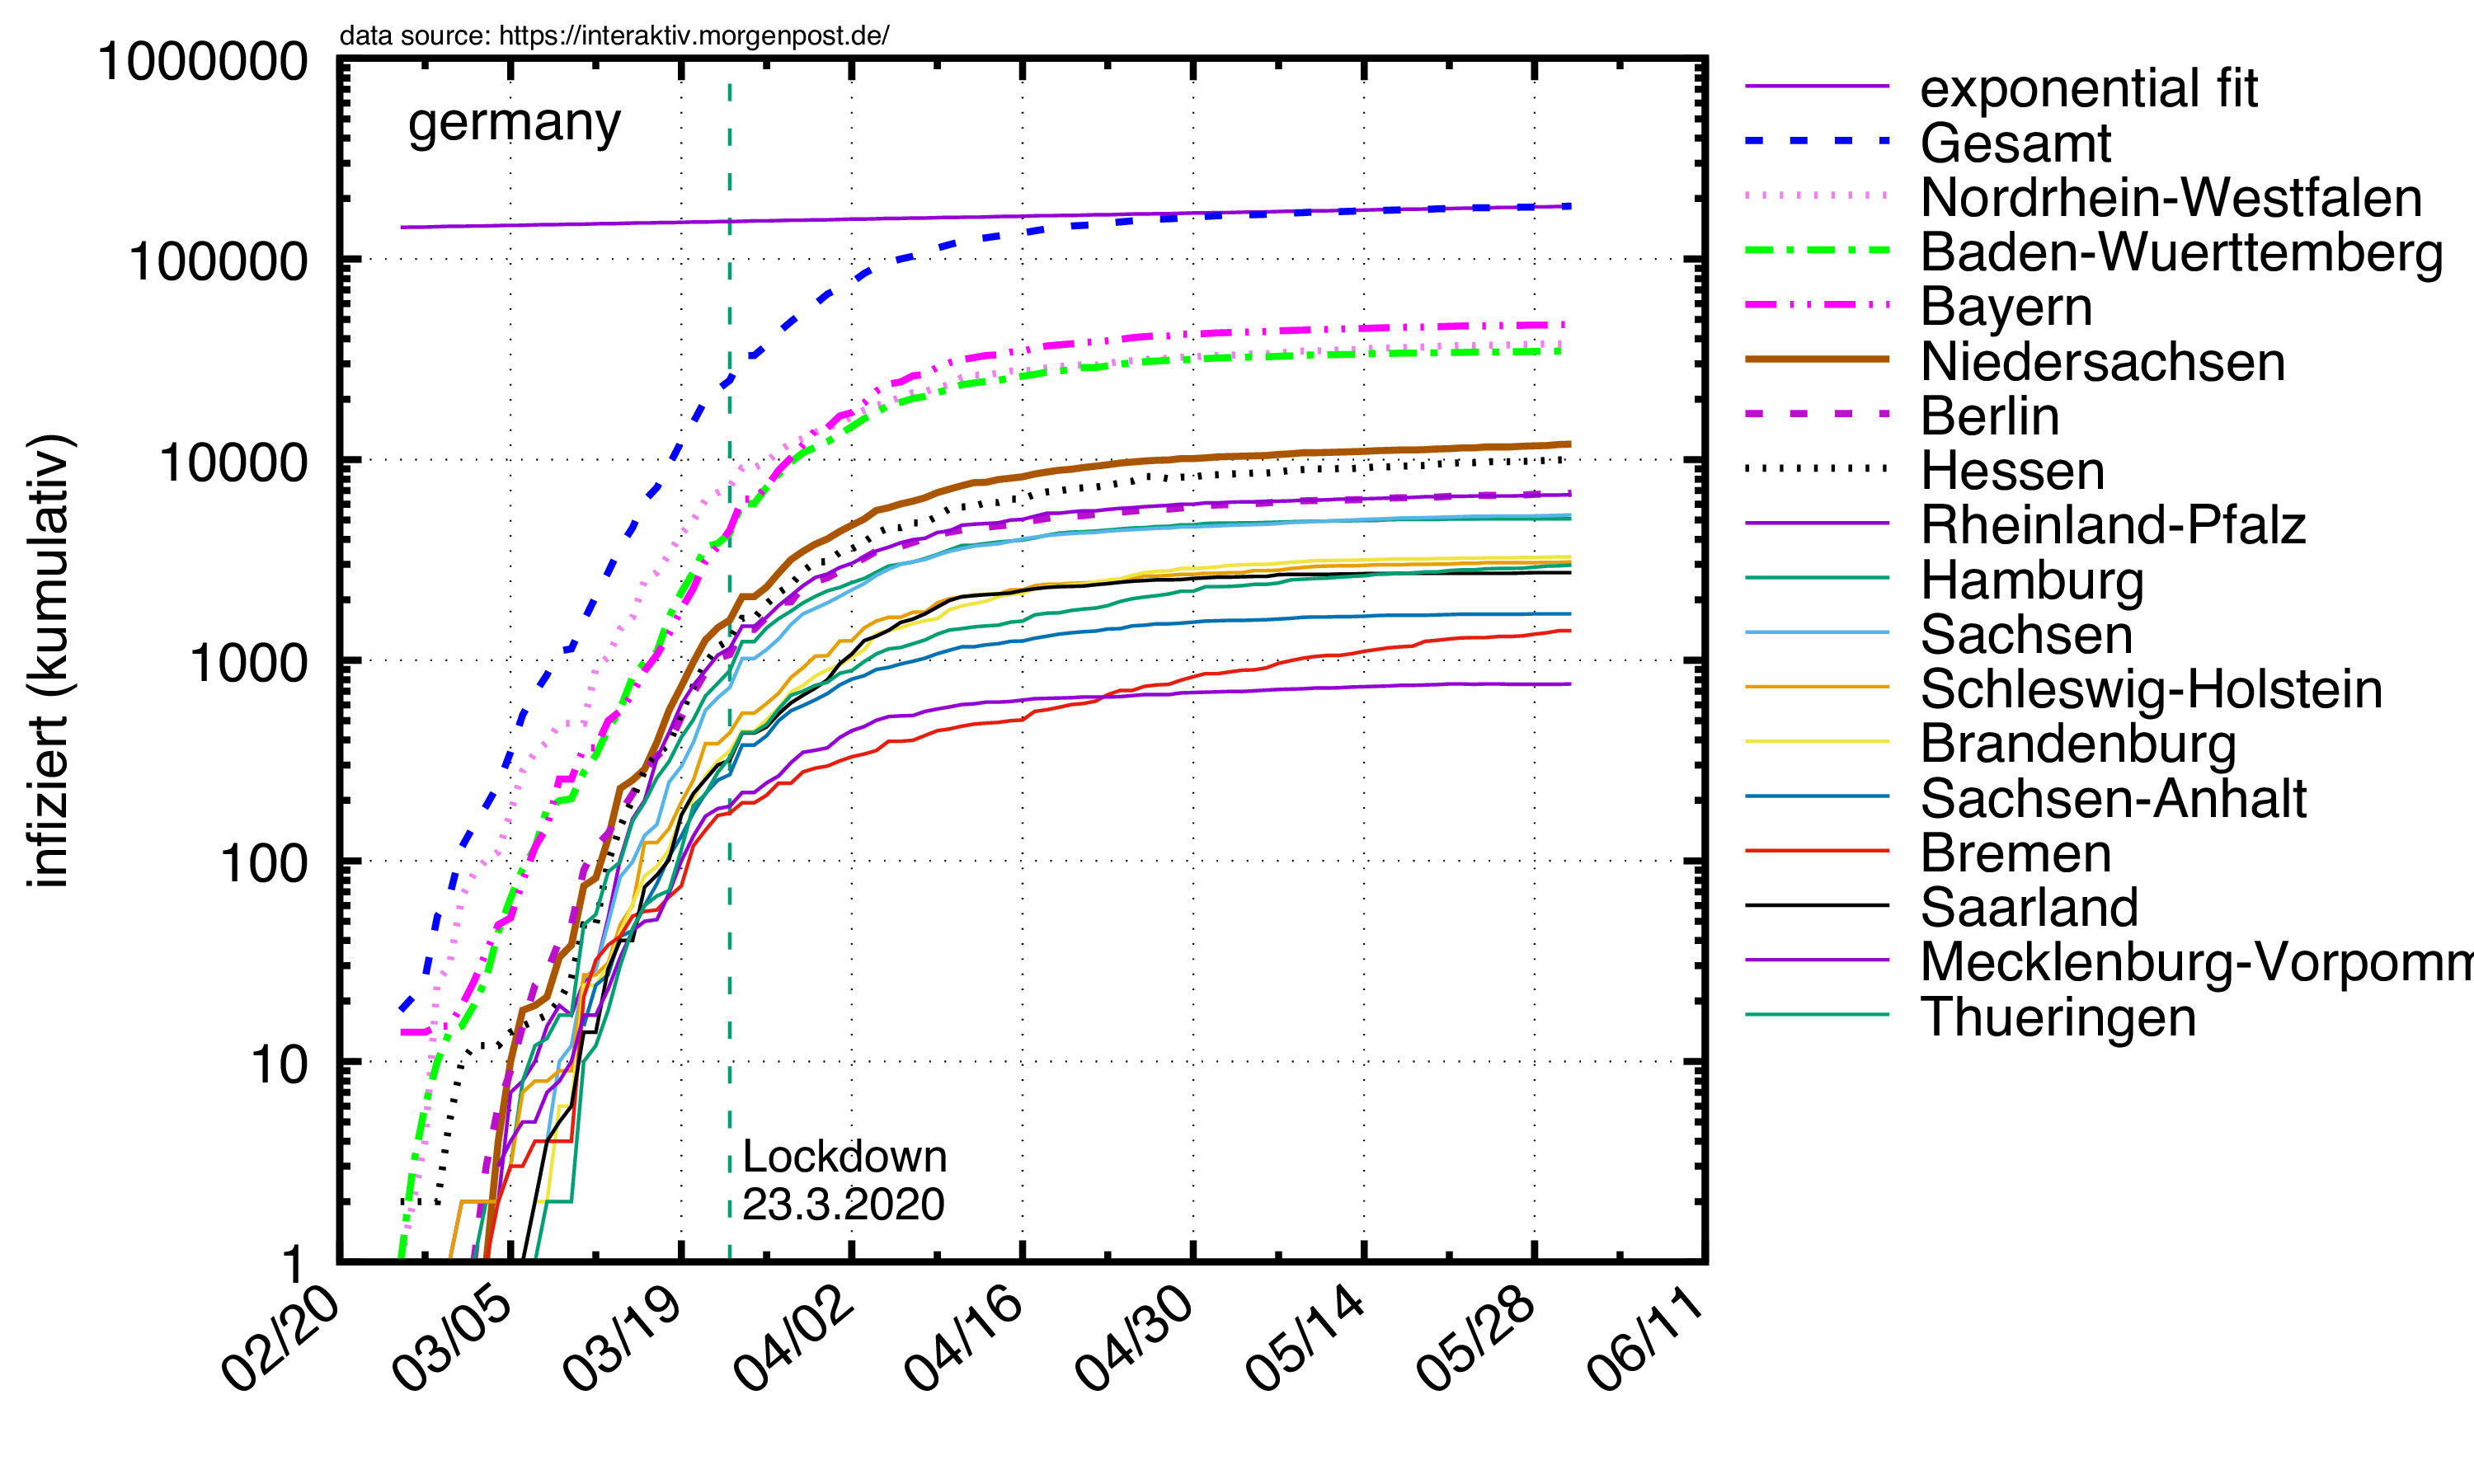 data source: https://interaktiv.morgenpost.de/
germany
infiziert (kumulativ)
1000000
100000
10000
1000
100
10
1
02/20
03/05
03/19
04/02
04/16
04/30
05/14
05/28
06/11
Lockdown
23.3.2020
exponential fit
Gesamt
Nordrhein-Westfalen
Baden-Wuerttemberg
Bayern
Niedersachsen
Berlin
Hessen
Rheinland-Pfalz
Hamburg
Sachsen
Schleswig-Holstein
Brandenburg
Sachsen-Anhalt
Bremen
Saarland
Mecklenburg-Vorpomm
Thueringen